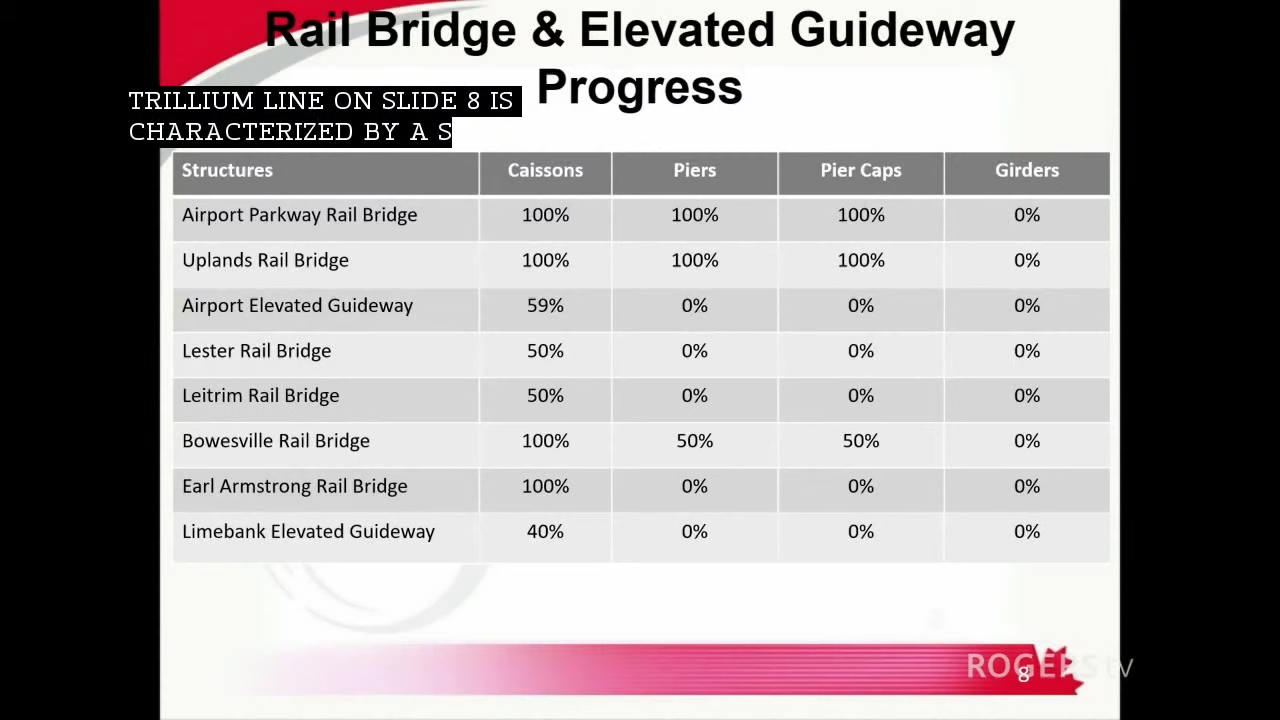 Rail Bridge & Elevated Guideway
Progress
TRILLIUM LINE ON SLIDE 8 IS
CHARACTERIZED BY A S
Structures Caissons Piers Pier Caps Girders
Airport Parkway Rail Bridge 100% 100% 100% 0%
Uplands Rail Bridge 100% 100% 100% 0%
Airport Elevated Guideway 59% 0% 0% 0%
Lester Rail Bridge 50% 0% 0% 0%
Leitrim Rail Bridge 50% 0% 0% 0%
Bowesville Rail Bridge 100% 50% 50% 0%
Earl Armstrong Rail Bridge 100% 0% 0% 0%
Limebank Elevated Guideway 40% 0% 0% 0%
ROGERS tv
8